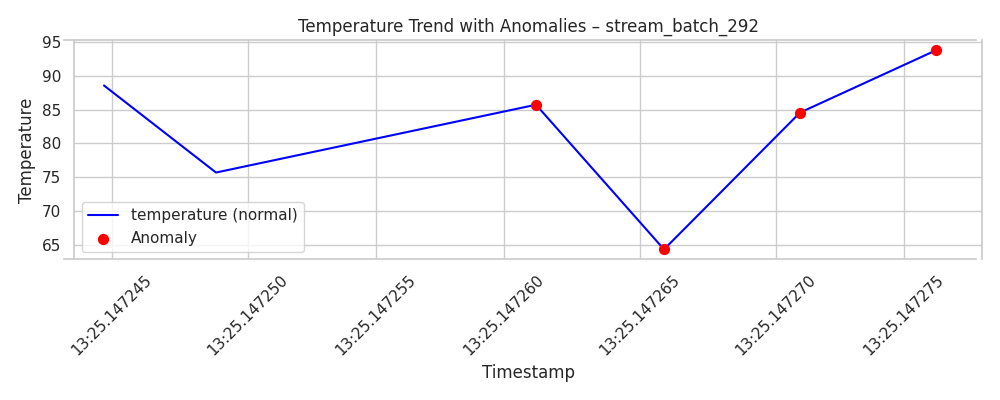 Temperature Trend with Anomalies – stream_batch_292
Temperature
95
90
85
80
75
70
65
temperature (normal)
Anomaly
13:25.147245
13:25.147250
13:25.147255
13:25.147260
13:25.147265
13:25.147270
13:25.147275
Timestamp